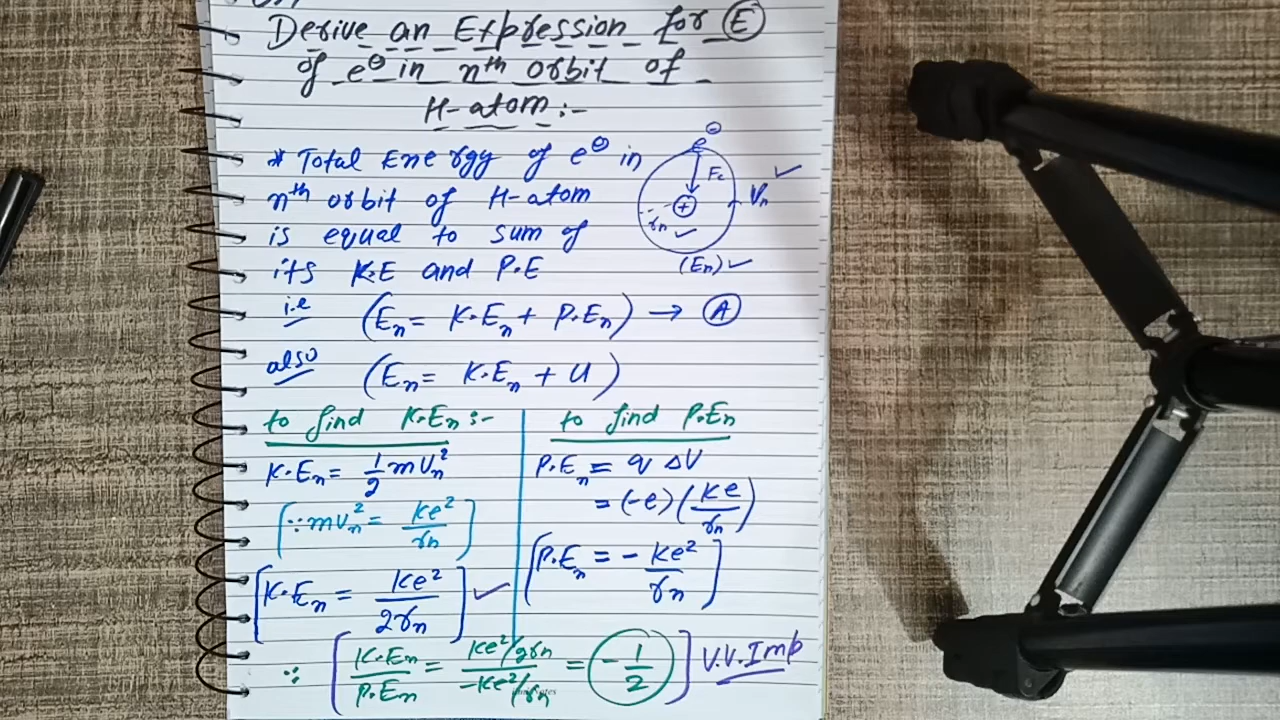 Derive an Expression for Ⓔ
of e⊖ in nth orbit of
H-atom:-
* Total Energy of e⊖ in
nth orbit of H-atom
is equal to sum of
its K.E and P.E
⊖
e
Fc
Vn ✓
+
rn ✓
(En) ✓
i.e (En = K.En + P.En) → Ⓐ
also (En = K.En + U)
to find K.En :-
K.En = 1/2 mVn²
[∵ mVn² = Ke²/rn]
[K.En = Ke²/2rn] ✓
to find P.En
P.En = q ΔV
= (-e) (Ke/rn)
[P.En = - Ke²/rn]
∵ [K.En/P.En = Ke²/2rn / -Ke²/rn = -1/2] V.V.Imp